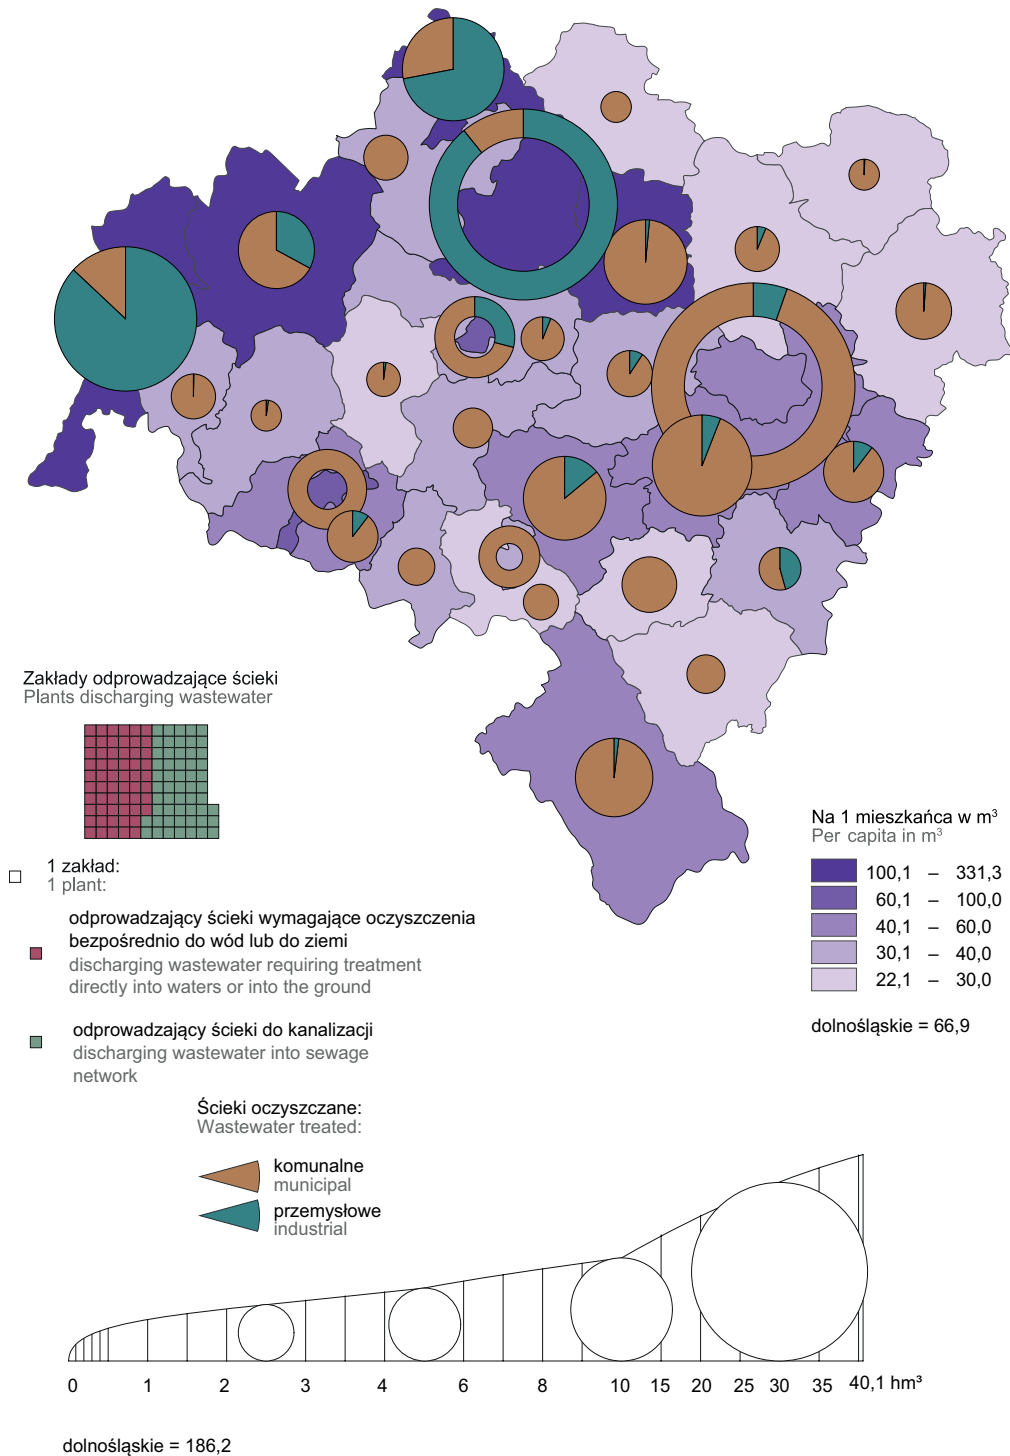 Zakłady odprowadzające ścieki
Plants discharging wastewater
1 zakład:
1 plant:
odprowadzający ścieki wymagające oczyszczenia
bezpośrednio do wód lub do ziemi
discharging wastewater requiring treatment
directly into waters or into the ground
odprowadzający ścieki do kanalizacji
discharging wastewater into sewage
network
Na 1 mieszkańca w m³
Per capita in m³
100,1 – 331,3
60,1 – 100,0
40,1 – 60,0
30,1 – 40,0
22,1 – 30,0
dolnośląskie = 66,9
Ścieki oczyszczane:
Wastewater treated:
komunalne
municipal
przemysłowe
industrial
0 1 2 3 4 6 8 10 15 20 25 30 35 40,1 hm³
dolnośląskie = 186,2